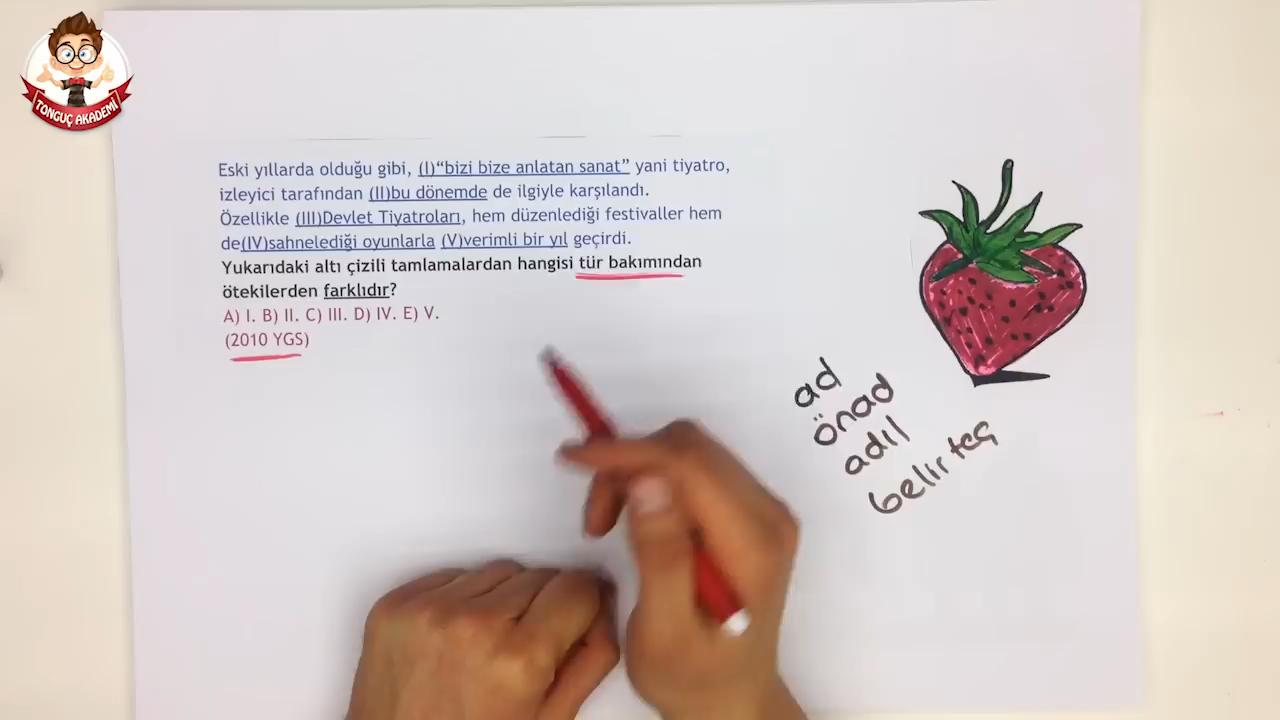 TONGUÇ AKADEMİ
Eski yıllarda olduğu gibi, (I)“bizi bize anlatan sanat” yani tiyatro,
izleyici tarafından (II)bu dönemde de ilgiyle karşılandı.
Özellikle (III)Devlet Tiyatroları, hem düzenlediği festivaller hem
de(IV)sahnelediği oyunlarla (V)verimli bir yıl geçirdi.
Yukarıdaki altı çizili tamlamalardan hangisi tür bakımından
ötekilerden farklıdır?
A) I. B) II. C) III. D) IV. E) V.
(2010 YGS)
ad
önad
adıl
belirteç